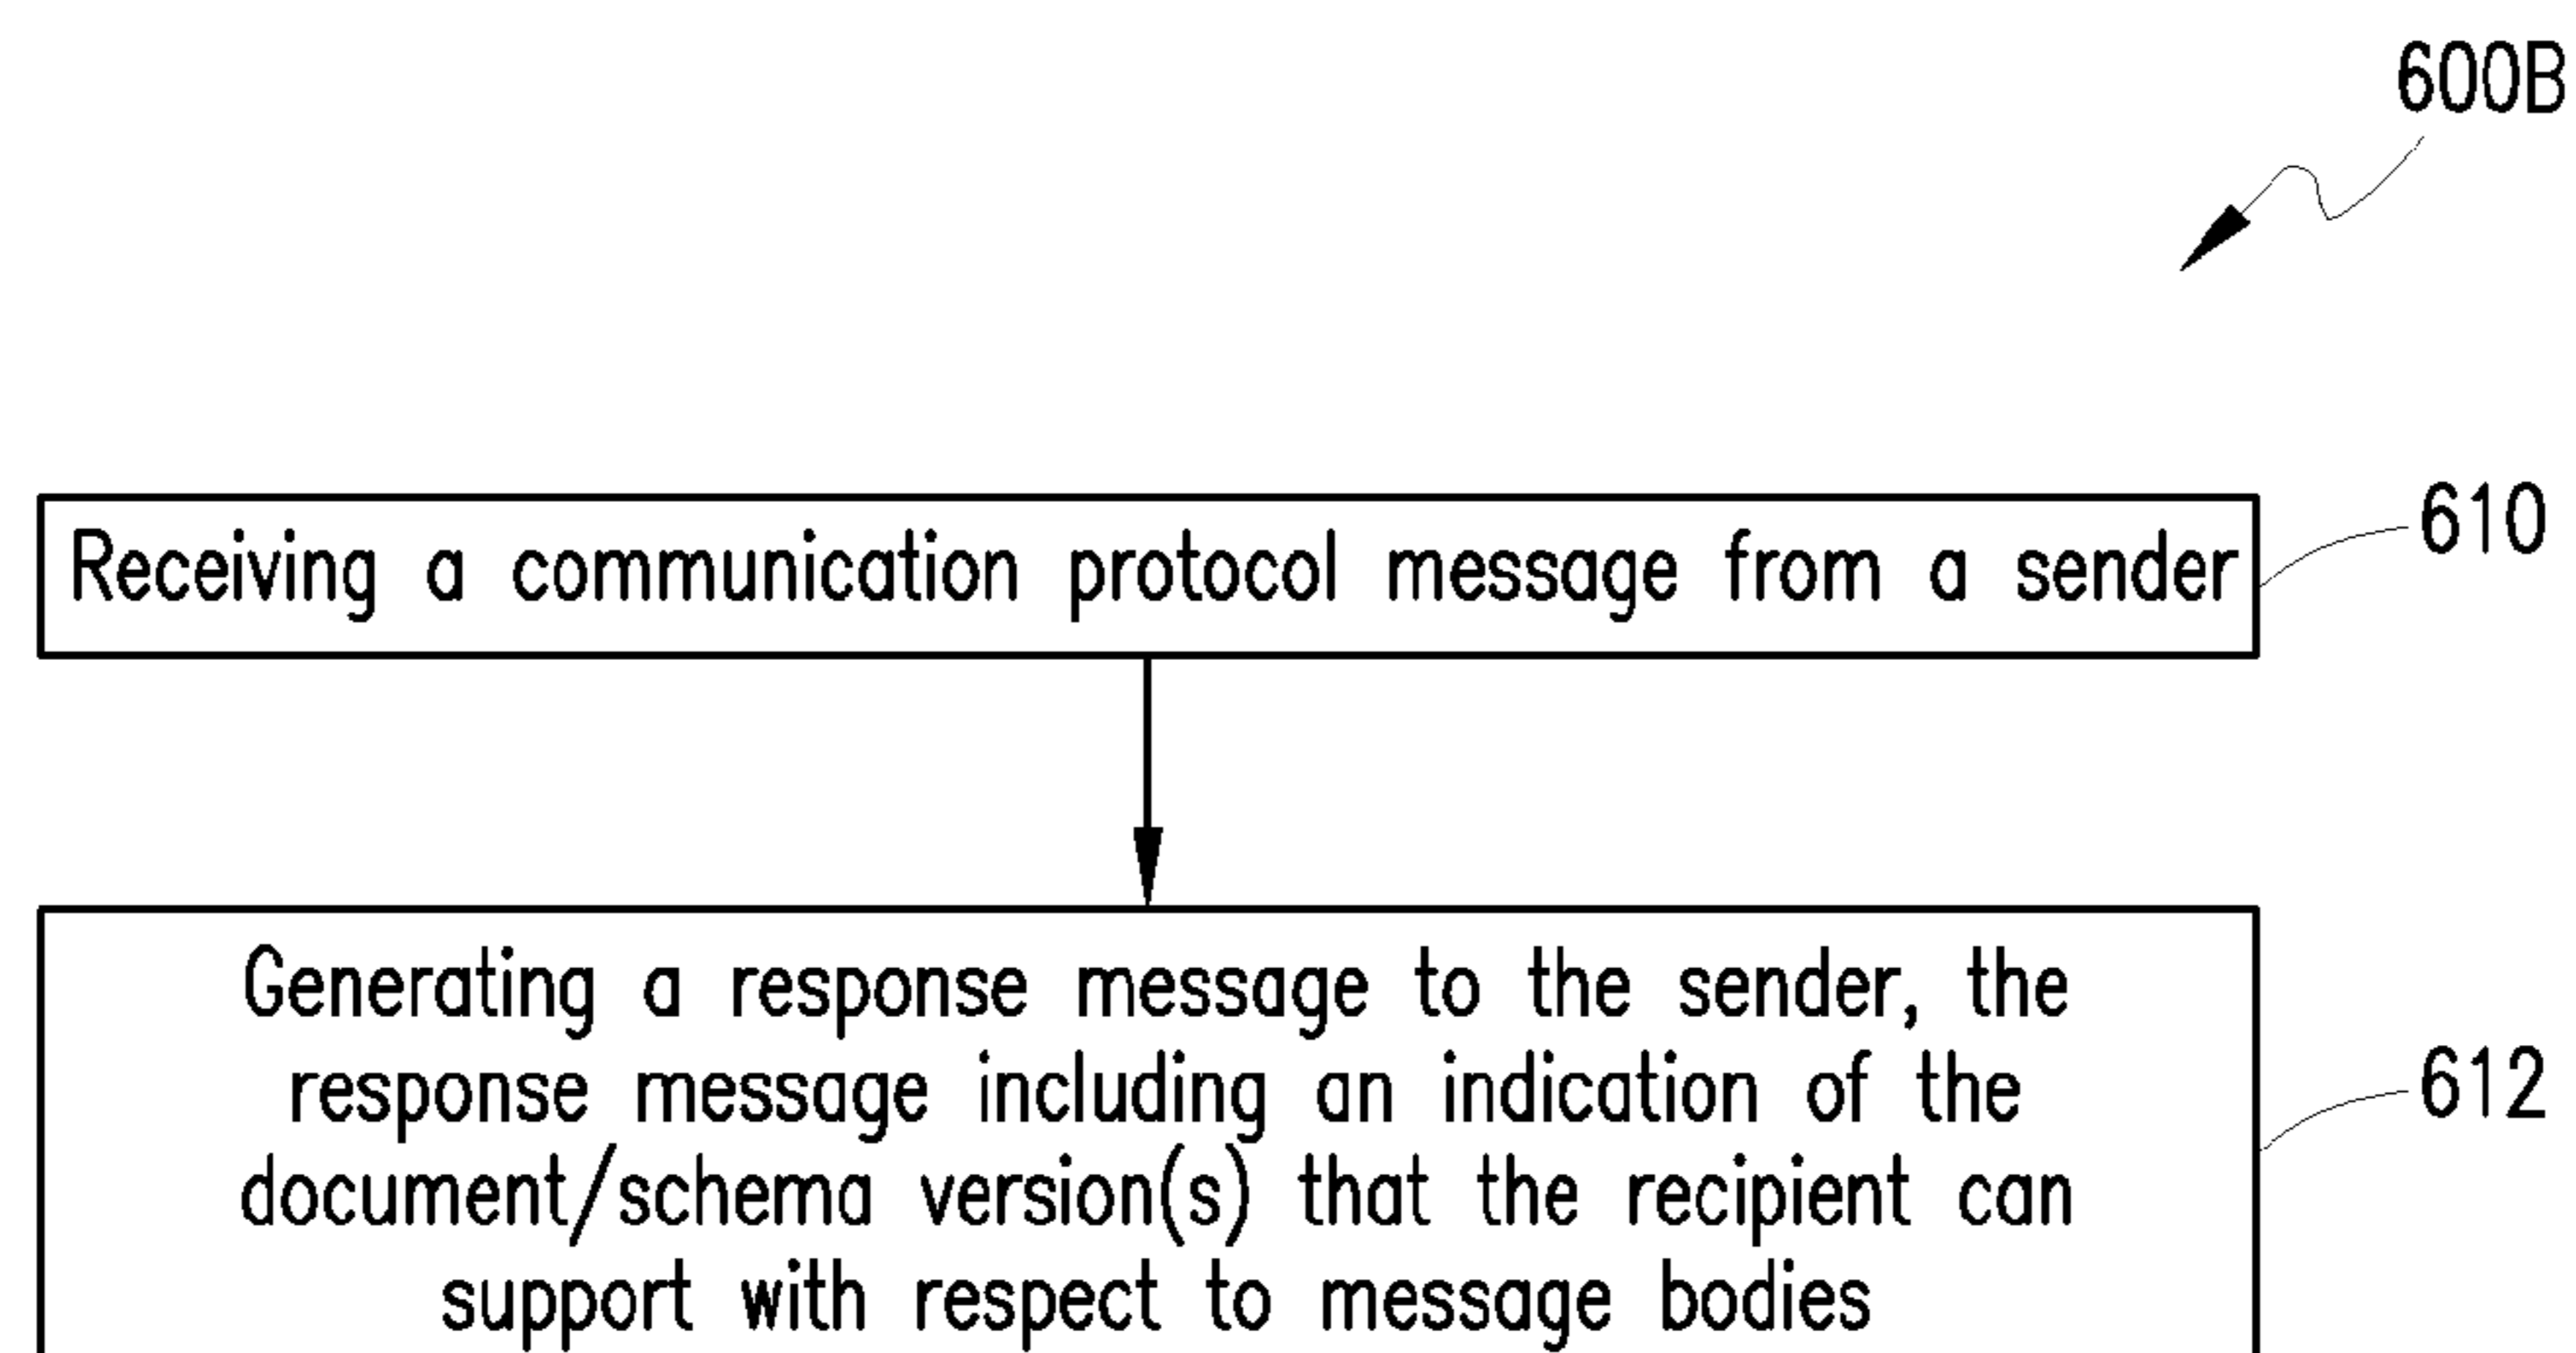 600B
Receiving a communication protocol message from a sender
610
Generating a response message to the sender, the
response message including an indication of the
document/schema version(s) that the recipient can
support with respect to message bodies
612